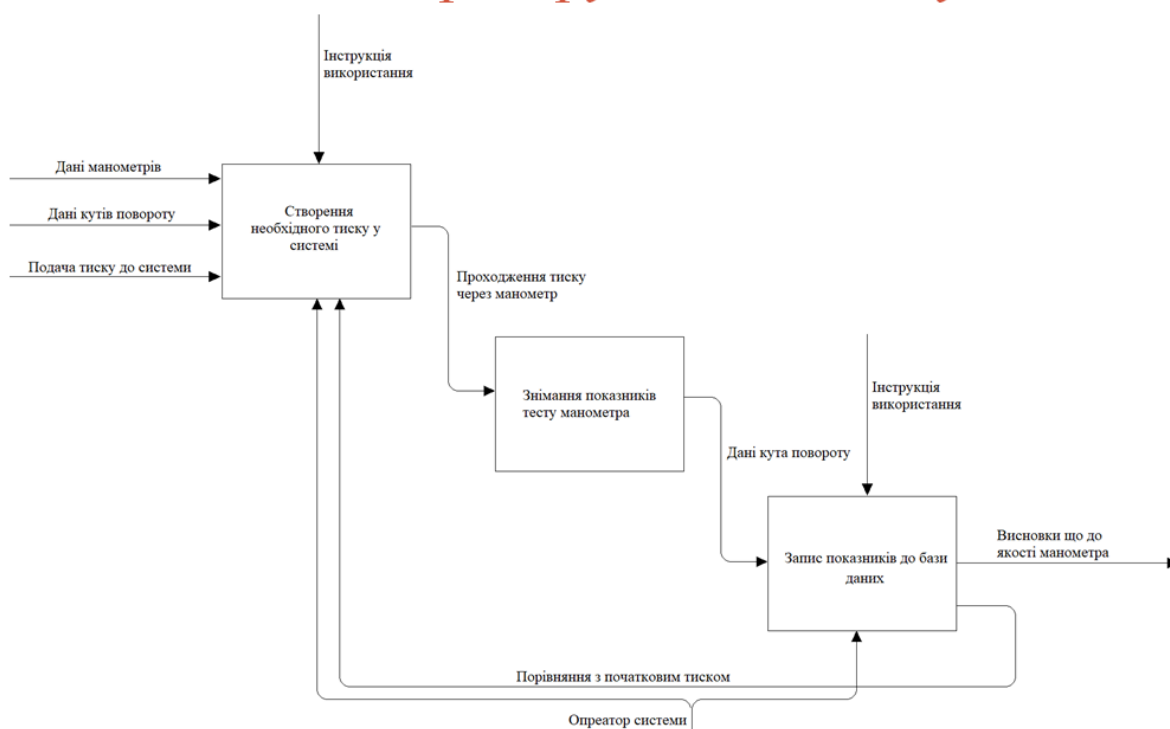 Інструкція
використання
Дані манометрів
Дані кутів повороту
Подача тиску до системи
Створення
необхідного тиску у
системі
Проходження тиску
через манометр
Знімання показників
тесту манометра
Інструкція
використання
Дані кута повороту
Запис показників до бази
даних
Висновки що до
якості манометра
Порівняння з початковим тиском
Опреатор системи